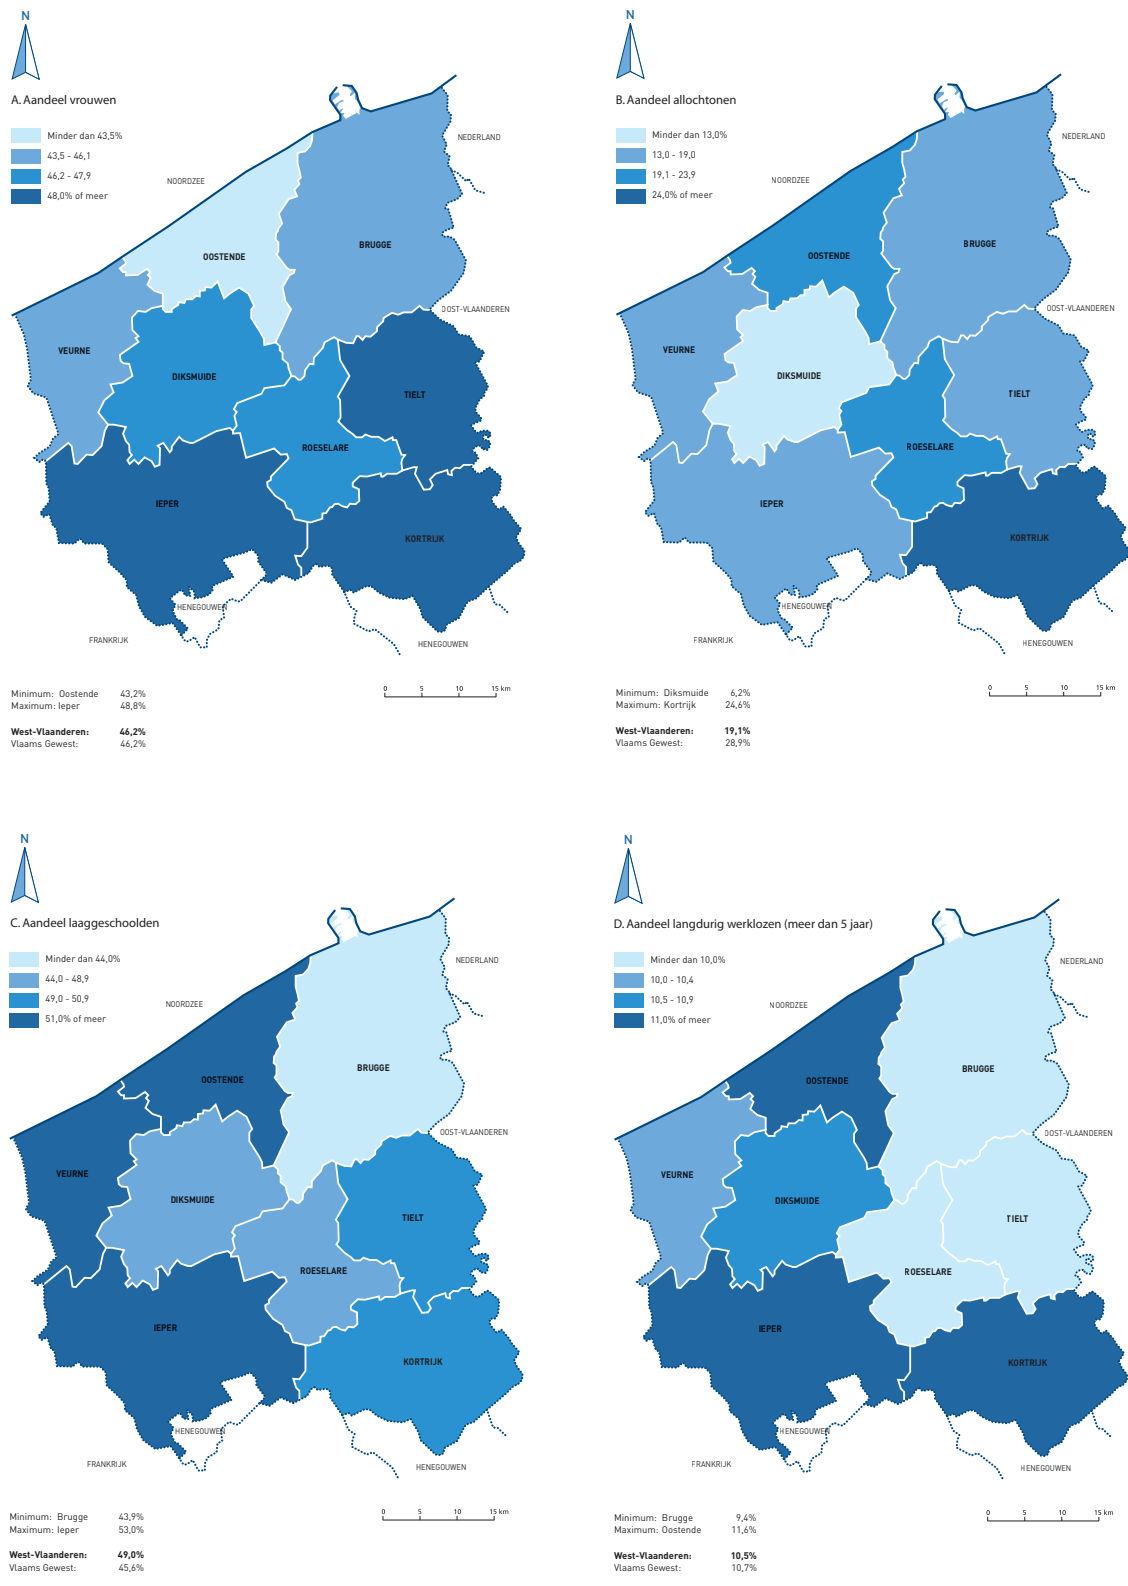 N
A. Aandeel vrouwen
Minder dan 43,5%
43,5 - 46,1
46,2 - 47,9
48,0% of meer
NOORDZEE
NEDERLAND
BRUGGE
OOSTENDE
OOST-VLAANDEREN
VEURNE
DIKSMUIDE
TIELT
ROESELARE
IEPER
KORTRIJK
HENEGOUWEN
FRANKRIJK
HENEGOUWEN
Minimum: Oostende 43,2%
Maximum: Ieper 48,8%
West-Vlaanderen: 46,2%
Vlaams Gewest: 46,2%
0 5 10 15 km
N
B. Aandeel allochtonen
Minder dan 13,0%
13,0 - 19,0
19,1 - 23,9
24,0% of meer
NOORDZEE
NEDERLAND
BRUGGE
OOSTENDE
OOST-VLAANDEREN
VEURNE
DIKSMUIDE
TIELT
ROESELARE
IEPER
KORTRIJK
HENEGOUWEN
FRANKRIJK
HENEGOUWEN
Minimum: Diksmuide 6,2%
Maximum: Kortrijk 24,6%
West-Vlaanderen: 19,1%
Vlaams Gewest: 28,9%
0 5 10 15 km
N
C. Aandeel laaggeschoolden
Minder dan 44,0%
44,0 - 48,9
49,0 - 50,9
51,0% of meer
NOORDZEE
NEDERLAND
BRUGGE
OOSTENDE
OOST-VLAANDEREN
VEURNE
DIKSMUIDE
TIELT
ROESELARE
IEPER
KORTRIJK
HENEGOUWEN
FRANKRIJK
HENEGOUWEN
Minimum: Brugge 43,9%
Maximum: Ieper 53,0%
West-Vlaanderen: 49,0%
Vlaams Gewest: 45,6%
0 5 10 15 km
N
D. Aandeel langdurig werklozen (meer dan 5 jaar)
Minder dan 10,0%
10,0 - 10,4
10,5 - 10,9
11,0% of meer
NOORDZEE
NEDERLAND
BRUGGE
OOSTENDE
OOST-VLAANDEREN
VEURNE
DIKSMUIDE
TIELT
ROESELARE
IEPER
KORTRIJK
HENEGOUWEN
FRANKRIJK
HENEGOUWEN
Minimum: Brugge 9,4%
Maximum: Oostende 11,6%
West-Vlaanderen: 10,5%
Vlaams Gewest: 10,7%
0 5 10 15 km